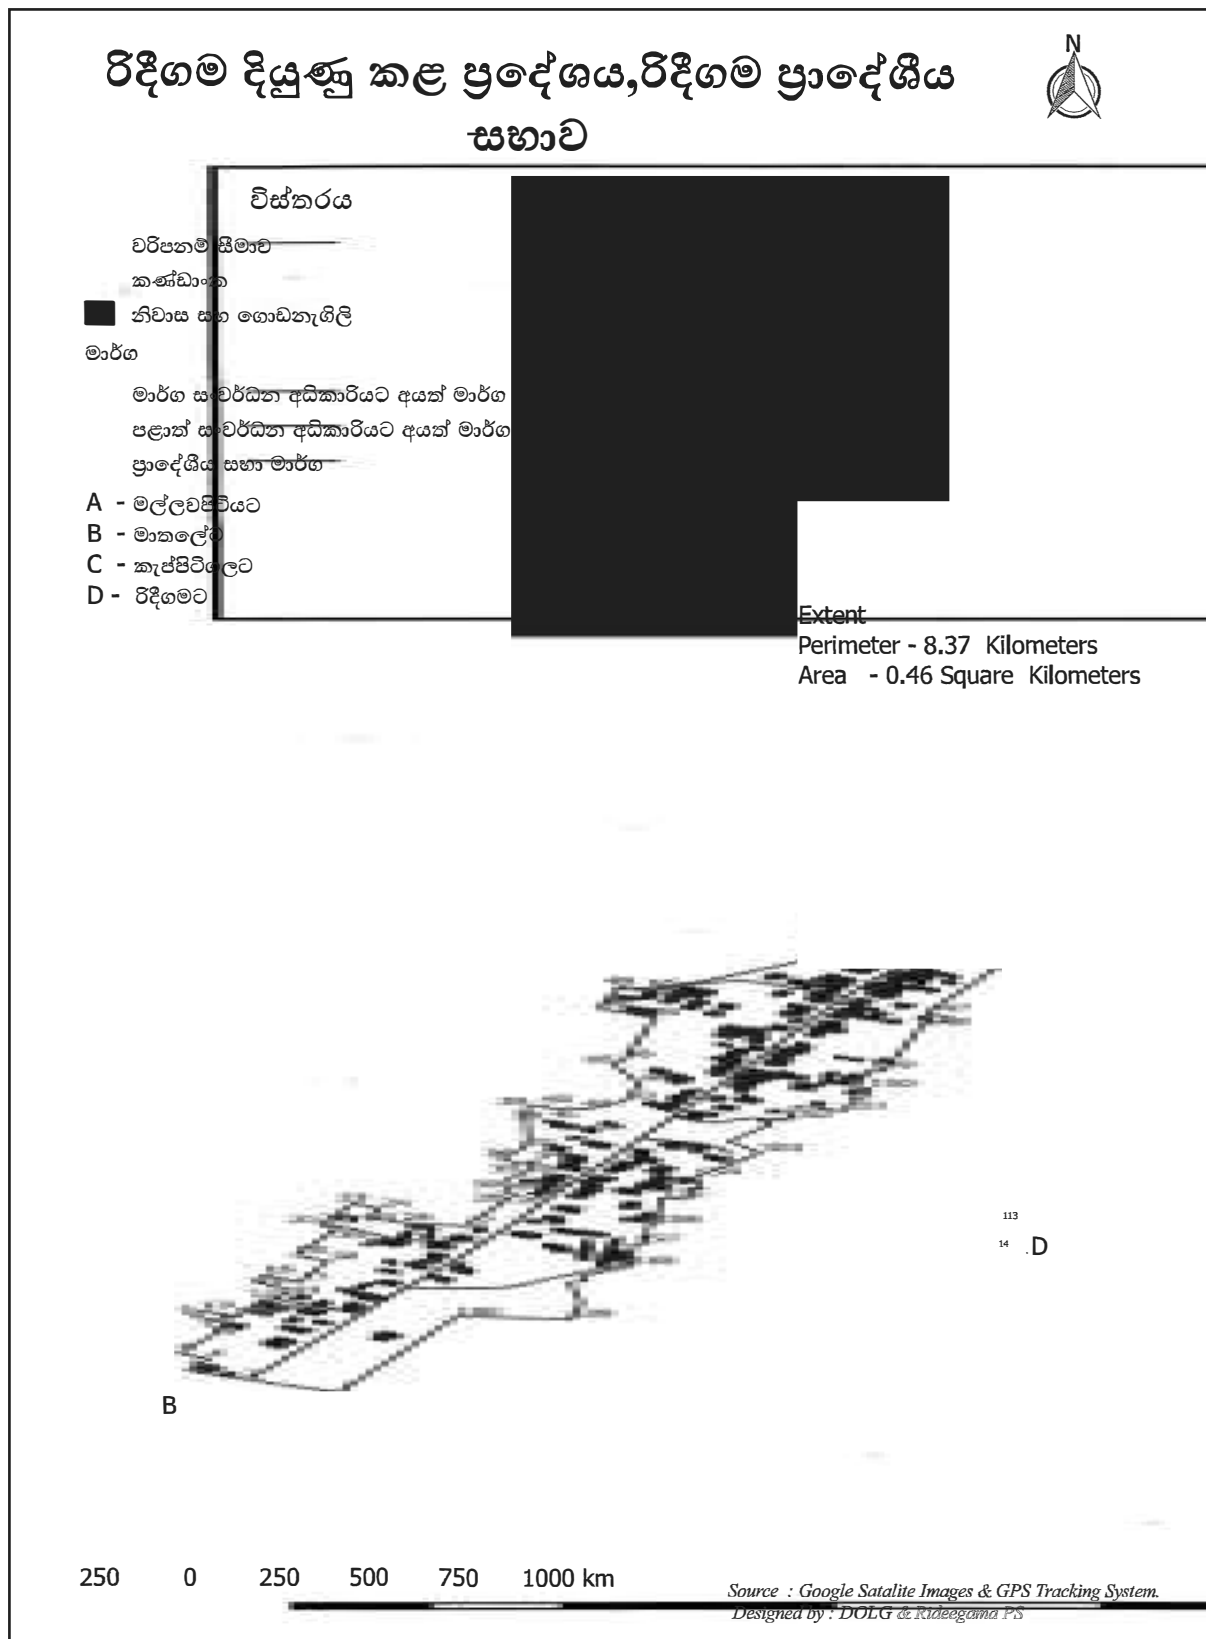 රිදීගම දියුණු කළ ප්‍රදේශය,රිදීගම ප්‍රාදේශීය
සභාව
N
විස්තරය
වරිපනම් සීමාව
කණ්ඩාංක
නිවාස සහ ගොඩනැගිලි
මාර්ග
මාර්ග සංවර්ධන අධිකාරියට අයත් මාර්ග
පළාත් සංවර්ධන අධිකාරියට අයත් මාර්ග
ප්‍රාදේශීය සභා මාර්ග
A - මල්ලවපිටියට
B - මාතලේට
C - කැප්පිටිගලට
D - රිදීගමට
Extent
Perimeter - 8.37 Kilometers
Area - 0.46 Square Kilometers
113
14 .D
B
250 0 250 500 750 1000 km
Source : Google Satalite Images & GPS Tracking System.
Designed by : DOLG & Rideegama PS